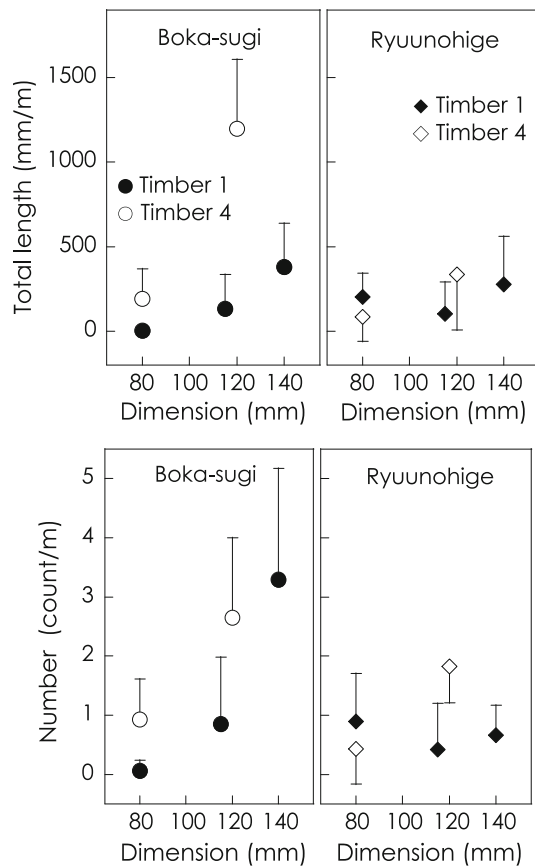 Boka-sugi
Ryuunohige
Total length (mm/m)
1500
1000
500
0
Timber 1
Timber 4
Timber 1
Timber 4
80 100 120 140
80 100 120 140
Dimension (mm)
Dimension (mm)
Boka-sugi
Ryuunohige
Number (count/m)
5
4
3
2
1
0
80 100 120 140
80 100 120 140
Dimension (mm)
Dimension (mm)